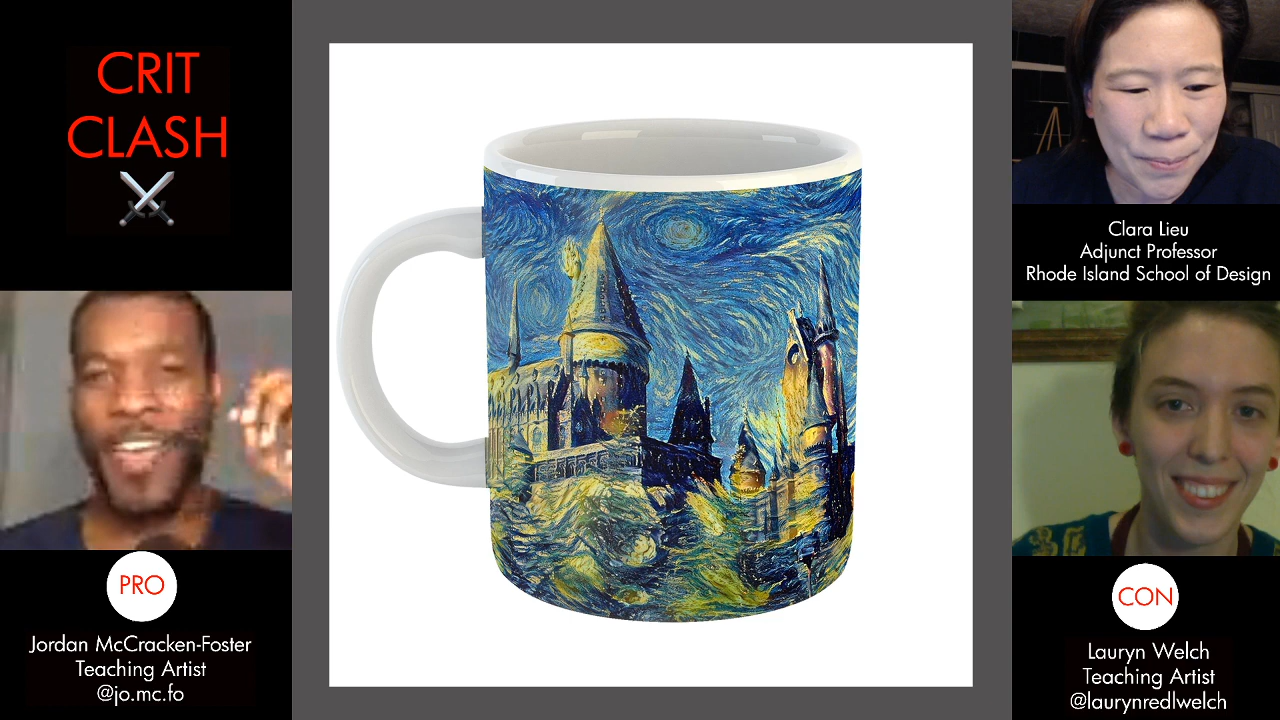 CRIT
CLASH
PRO
Jordan McCracken-Foster
Teaching Artist
@jo.mc.fo
Clara Lieu
Adjunct Professor
Rhode Island School of Design
CON
Lauryn Welch
Teaching Artist
@laurynredlwelch